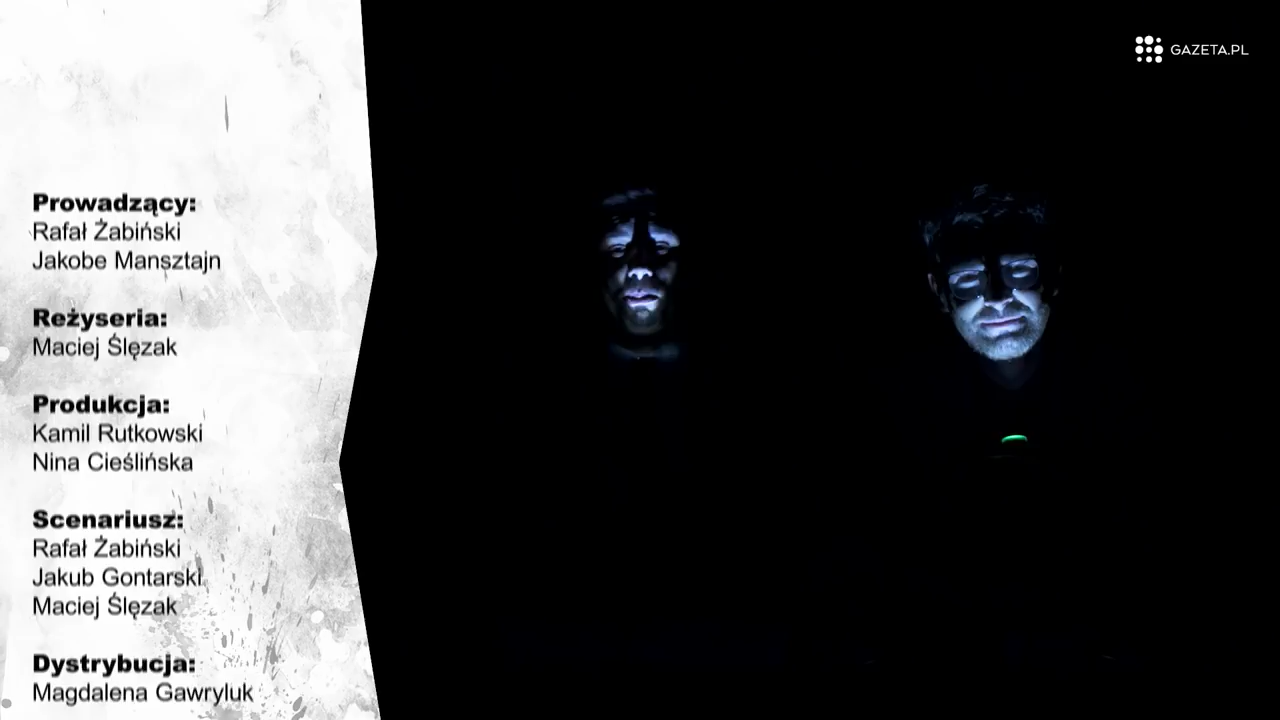 GAZETA.PL
Prowadzący:
Rafał Żabiński
Jakobe Mansztajn
Reżyseria:
Maciej Ślęzak
Produkcja:
Kamil Rutkowski
Nina Cieślińska
Scenariusz:
Rafał Żabiński
Jakub Gontarski
Maciej Ślęzak
Dystrybucja:
Magdalena Gawryluk